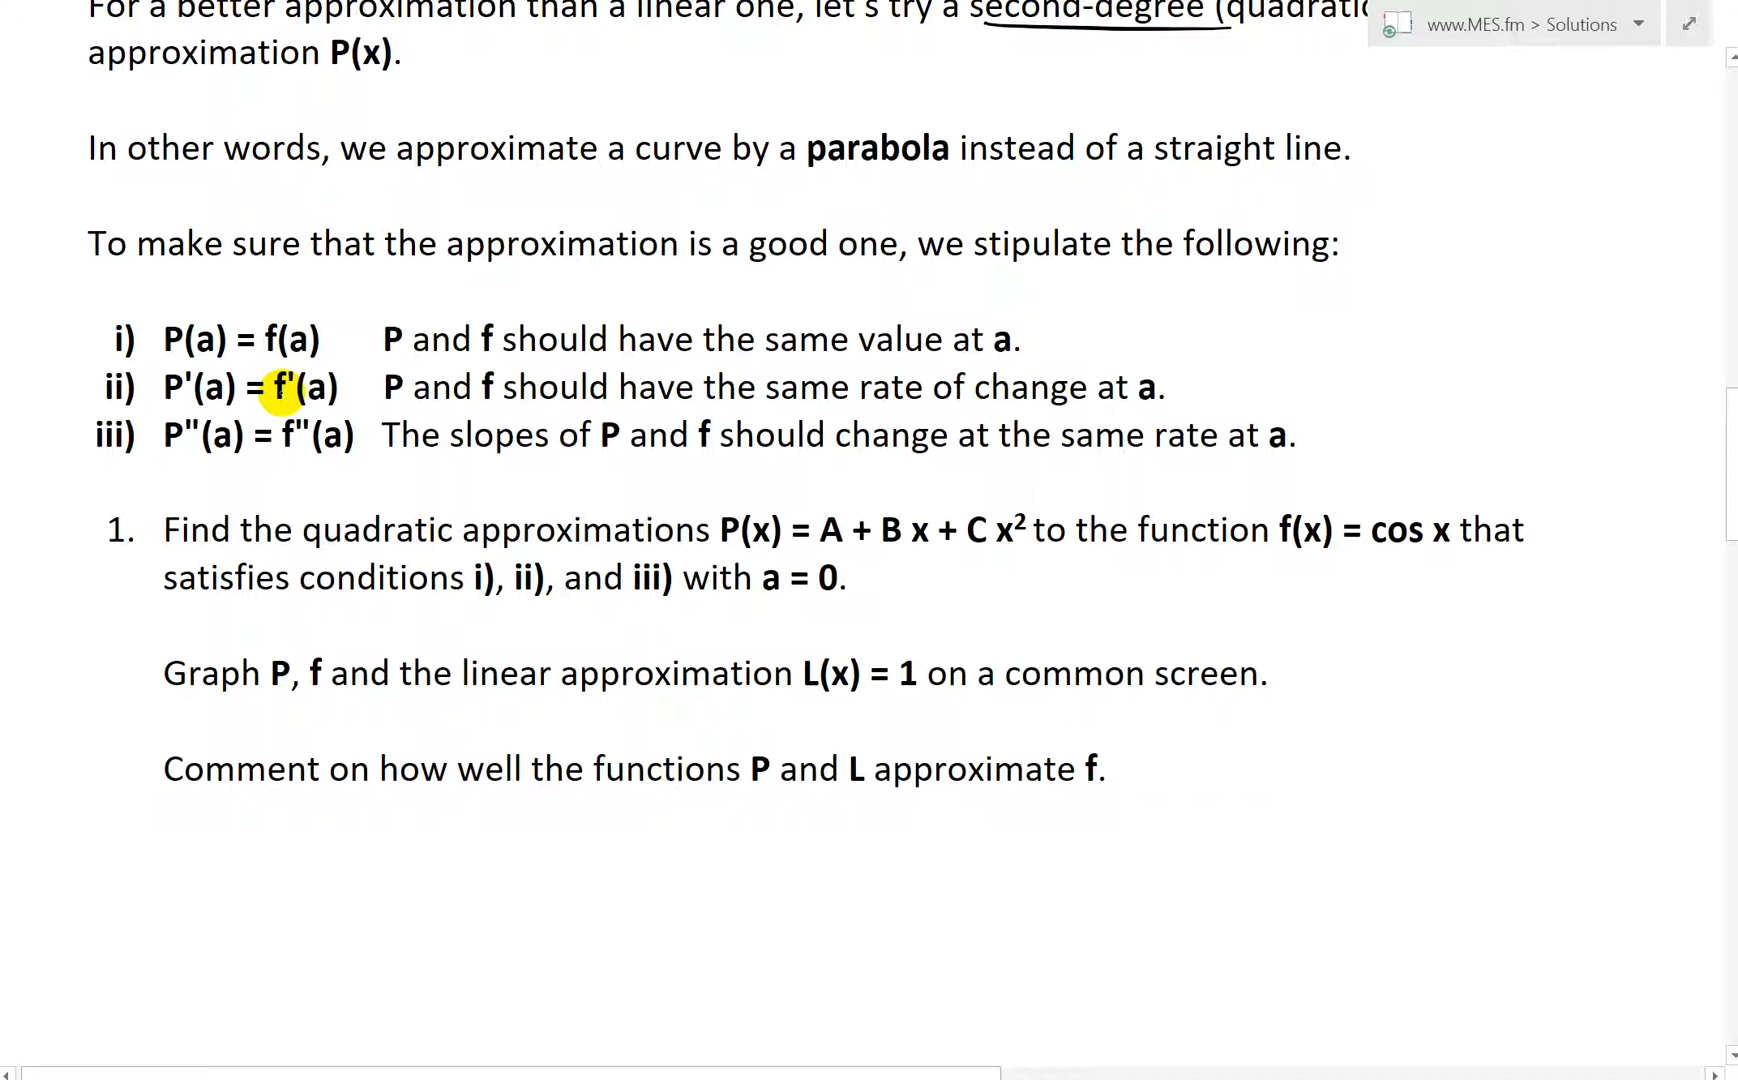 For a better approximation than a linear one, let's try a second-degree (quadratic
www.MES.fm > Solutions
approximation P(x).
In other words, we approximate a curve by a parabola instead of a straight line.
To make sure that the approximation is a good one, we stipulate the following:
i) P(a) = f(a) P and f should have the same value at a.
ii) P'(a) = f'(a) P and f should have the same rate of change at a.
iii) P"(a) = f"(a) The slopes of P and f should change at the same rate at a.
1. Find the quadratic approximations P(x) = A + B x + C x² to the function f(x) = cos x that
satisfies conditions i), ii), and iii) with a = 0.
Graph P, f and the linear approximation L(x) = 1 on a common screen.
Comment on how well the functions P and L approximate f.